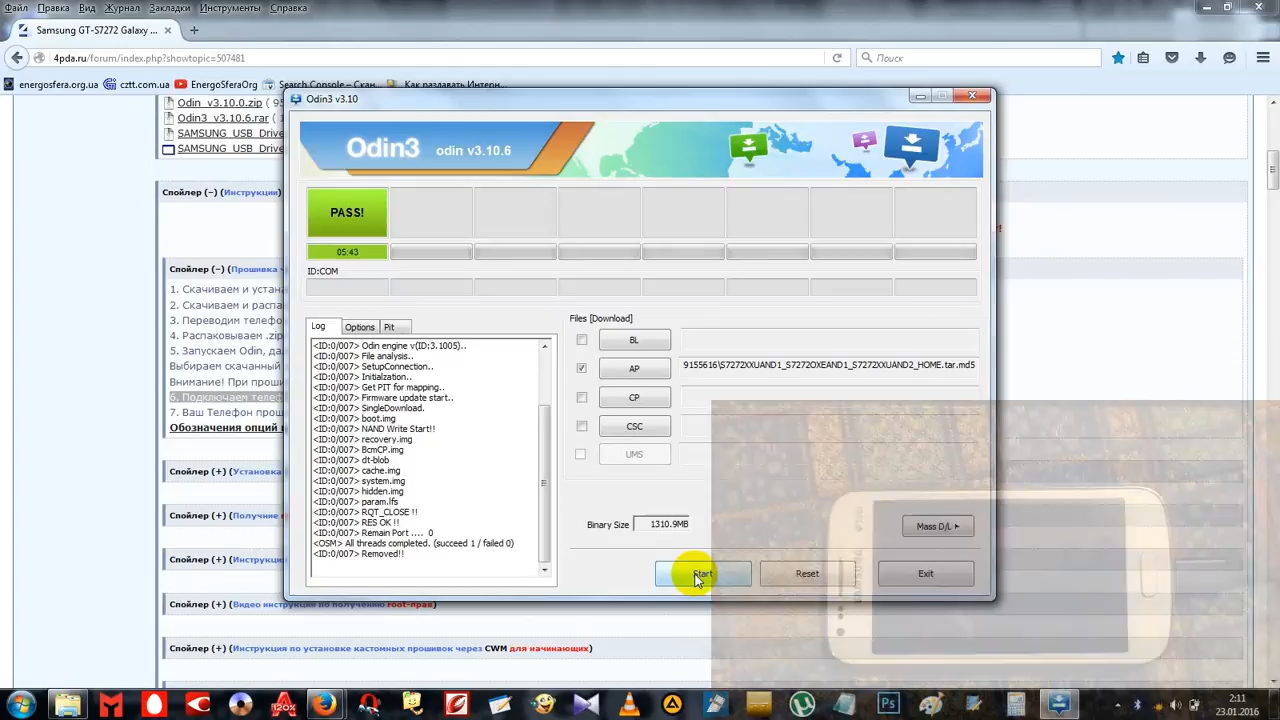 Файл Правка Вид Журнал Закладки Инструменты Справка
Samsung GT-S7272 Galaxy ...
4pda.ru/forum/index.php?showtopic=507481
Поиск
energosfera.org.ua
cztt.com.ua
EnergoSferaOrg
Search Console – Скан...
Как раздавать Интерн...
Odin_v3.10.0.zip ( 95
Odin3_v3.10.6.rar
SAMSUNG_USB_Drive
SAMSUNG_USB_Drive
Спойлер (–) (Инструкции)
Спойлер (–) (Прошивка ч
1. Скачиваем и устан
2. Скачиваем и распа
3. Переводим телефо
4. Распаковываем .zip
5. Запускаем Odin, да
Выбираем скачанный
Внимание! При проши
6. Подключаем телеф
7. Ваш Телефон прош
Обозначения опций в
Спойлер (+) (Установка
Спойлер (+) (Получние
Спойлер (+) (Инструкция
Спойлер (+) (Видео инструкция по получению root-прав)
Спойлер (+) (Инструкция по установке кастомных прошивок через CWM для начинающих)
Odin3 v3.10
Odin3 odin v3.10.6
PASS!
05:43
ID:COM
Log Options Pit
<ID:0/007> Odin engine v(ID:3.1005)..
<ID:0/007> File analysis..
<ID:0/007> SetupConnection..
<ID:0/007> Initialzation..
<ID:0/007> Get PIT for mapping..
<ID:0/007> Firmware update start..
<ID:0/007> SingleDownload.
<ID:0/007> boot.img
<ID:0/007> NAND Write Start!!
<ID:0/007> recovery.img
<ID:0/007> BcmCP.img
<ID:0/007> dt-blob
<ID:0/007> cache.img
<ID:0/007> system.img
<ID:0/007> hidden.img
<ID:0/007> param.lfs
<ID:0/007> RQT_CLOSE !!
<ID:0/007> RES OK !!
<ID:0/007> Remain Port .... 0
<OSM> All threads completed. (succeed 1 / failed 0)
<ID:0/007> Removed!!
Files [Download]
BL
AP 9155616\S7272XXUAND1_S7272OXEAND1_S7272XXUAND2_HOME.tar.md5
CP
CSC
UMS
Binary Size 1310.9MB
Mass D/L
Start Reset Exit
2:11
23.01.2016